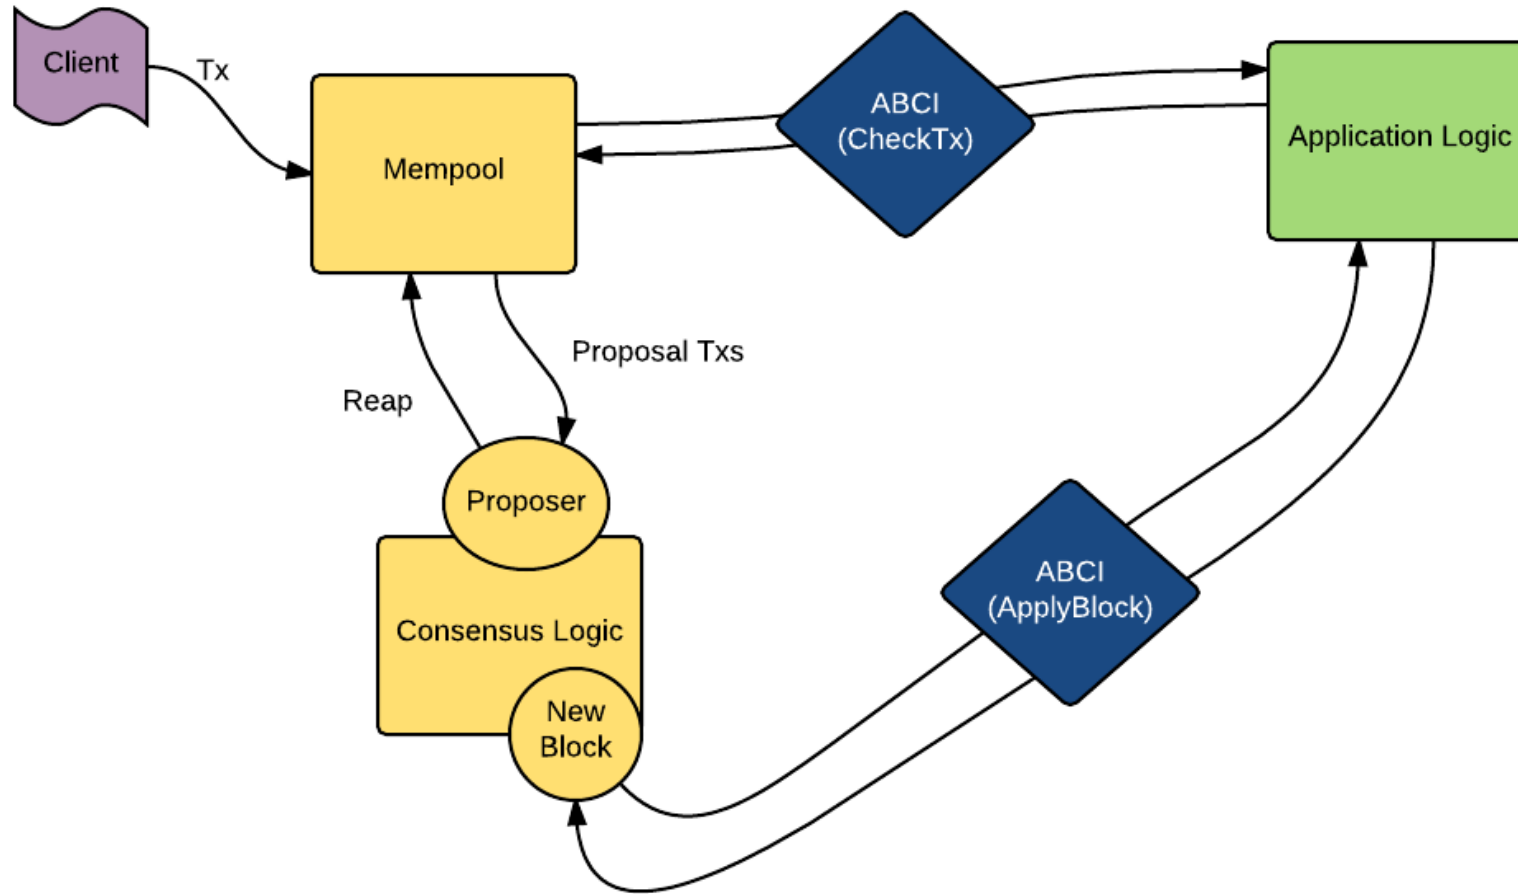 Client
Tx
Mempool
ABCI
(CheckTx)
Application Logic
Proposal Txs
Reap
Proposer
Consensus Logic
New
Block
ABCI
(ApplyBlock)